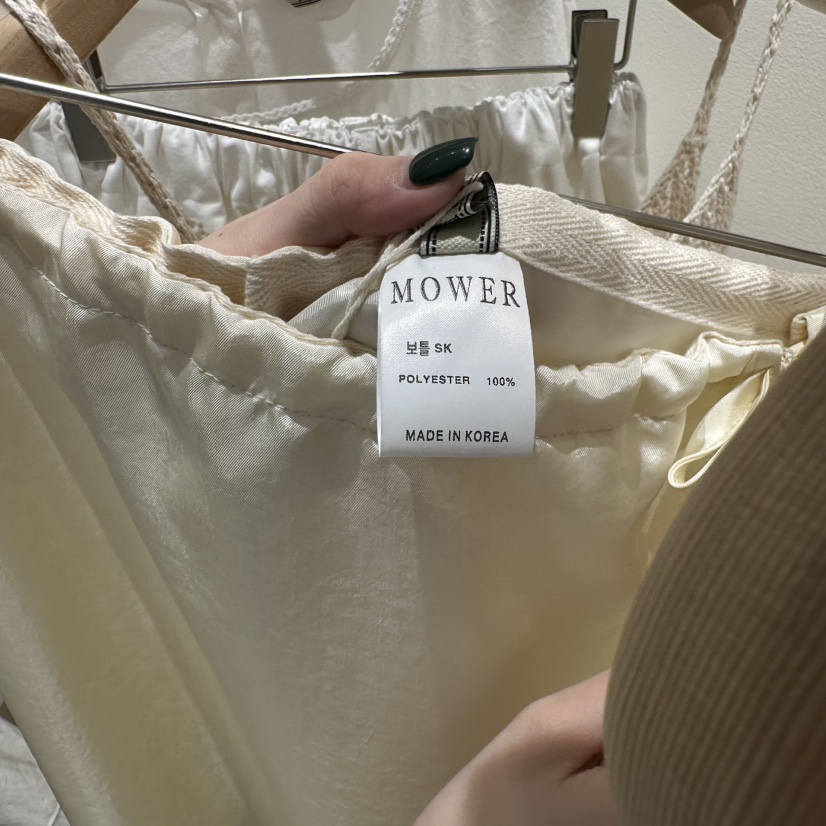 MOWER
보틀 SK
POLYESTER 100%
MADE IN KOREA